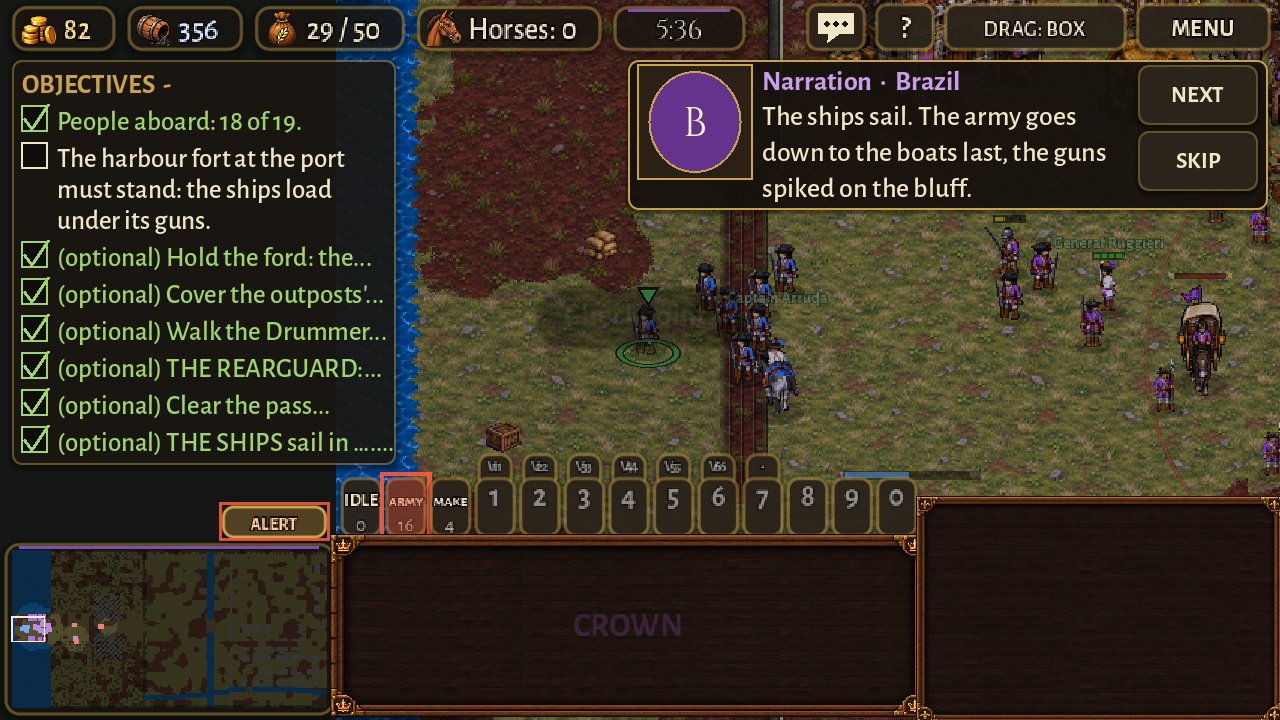 82
356
29 / 50
Horses: 0
5:36
?
DRAG: BOX
MENU
OBJECTIVES -
People aboard: 18 of 19.
The harbour fort at the port
must stand: the ships load
under its guns.
(optional) Hold the ford: the...
(optional) Cover the outposts'...
(optional) Walk the Drummer...
(optional) THE REARGUARD:...
(optional) Clear the pass...
(optional) THE SHIPS sail in .......
B
Narration · Brazil
The ships sail. The army goes
down to the boats last, the guns
spiked on the bluff.
NEXT
SKIP
General Ruggieri
Captain Arruda
ALERT
IDLE
0
ARMY
16
MAKE
4
1
2
3
4
5
6
7
8
9
0
CROWN